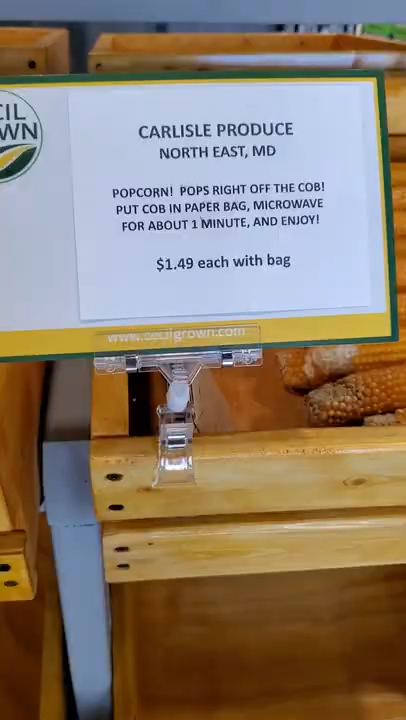 CIL
WN
CARLISLE PRODUCE
NORTH EAST, MD
POPCORN! POPS RIGHT OFF THE COB!
PUT COB IN PAPER BAG, MICROWAVE
FOR ABOUT 1 MINUTE, AND ENJOY!
$1.49 each with bag
www.cecilgrown.com